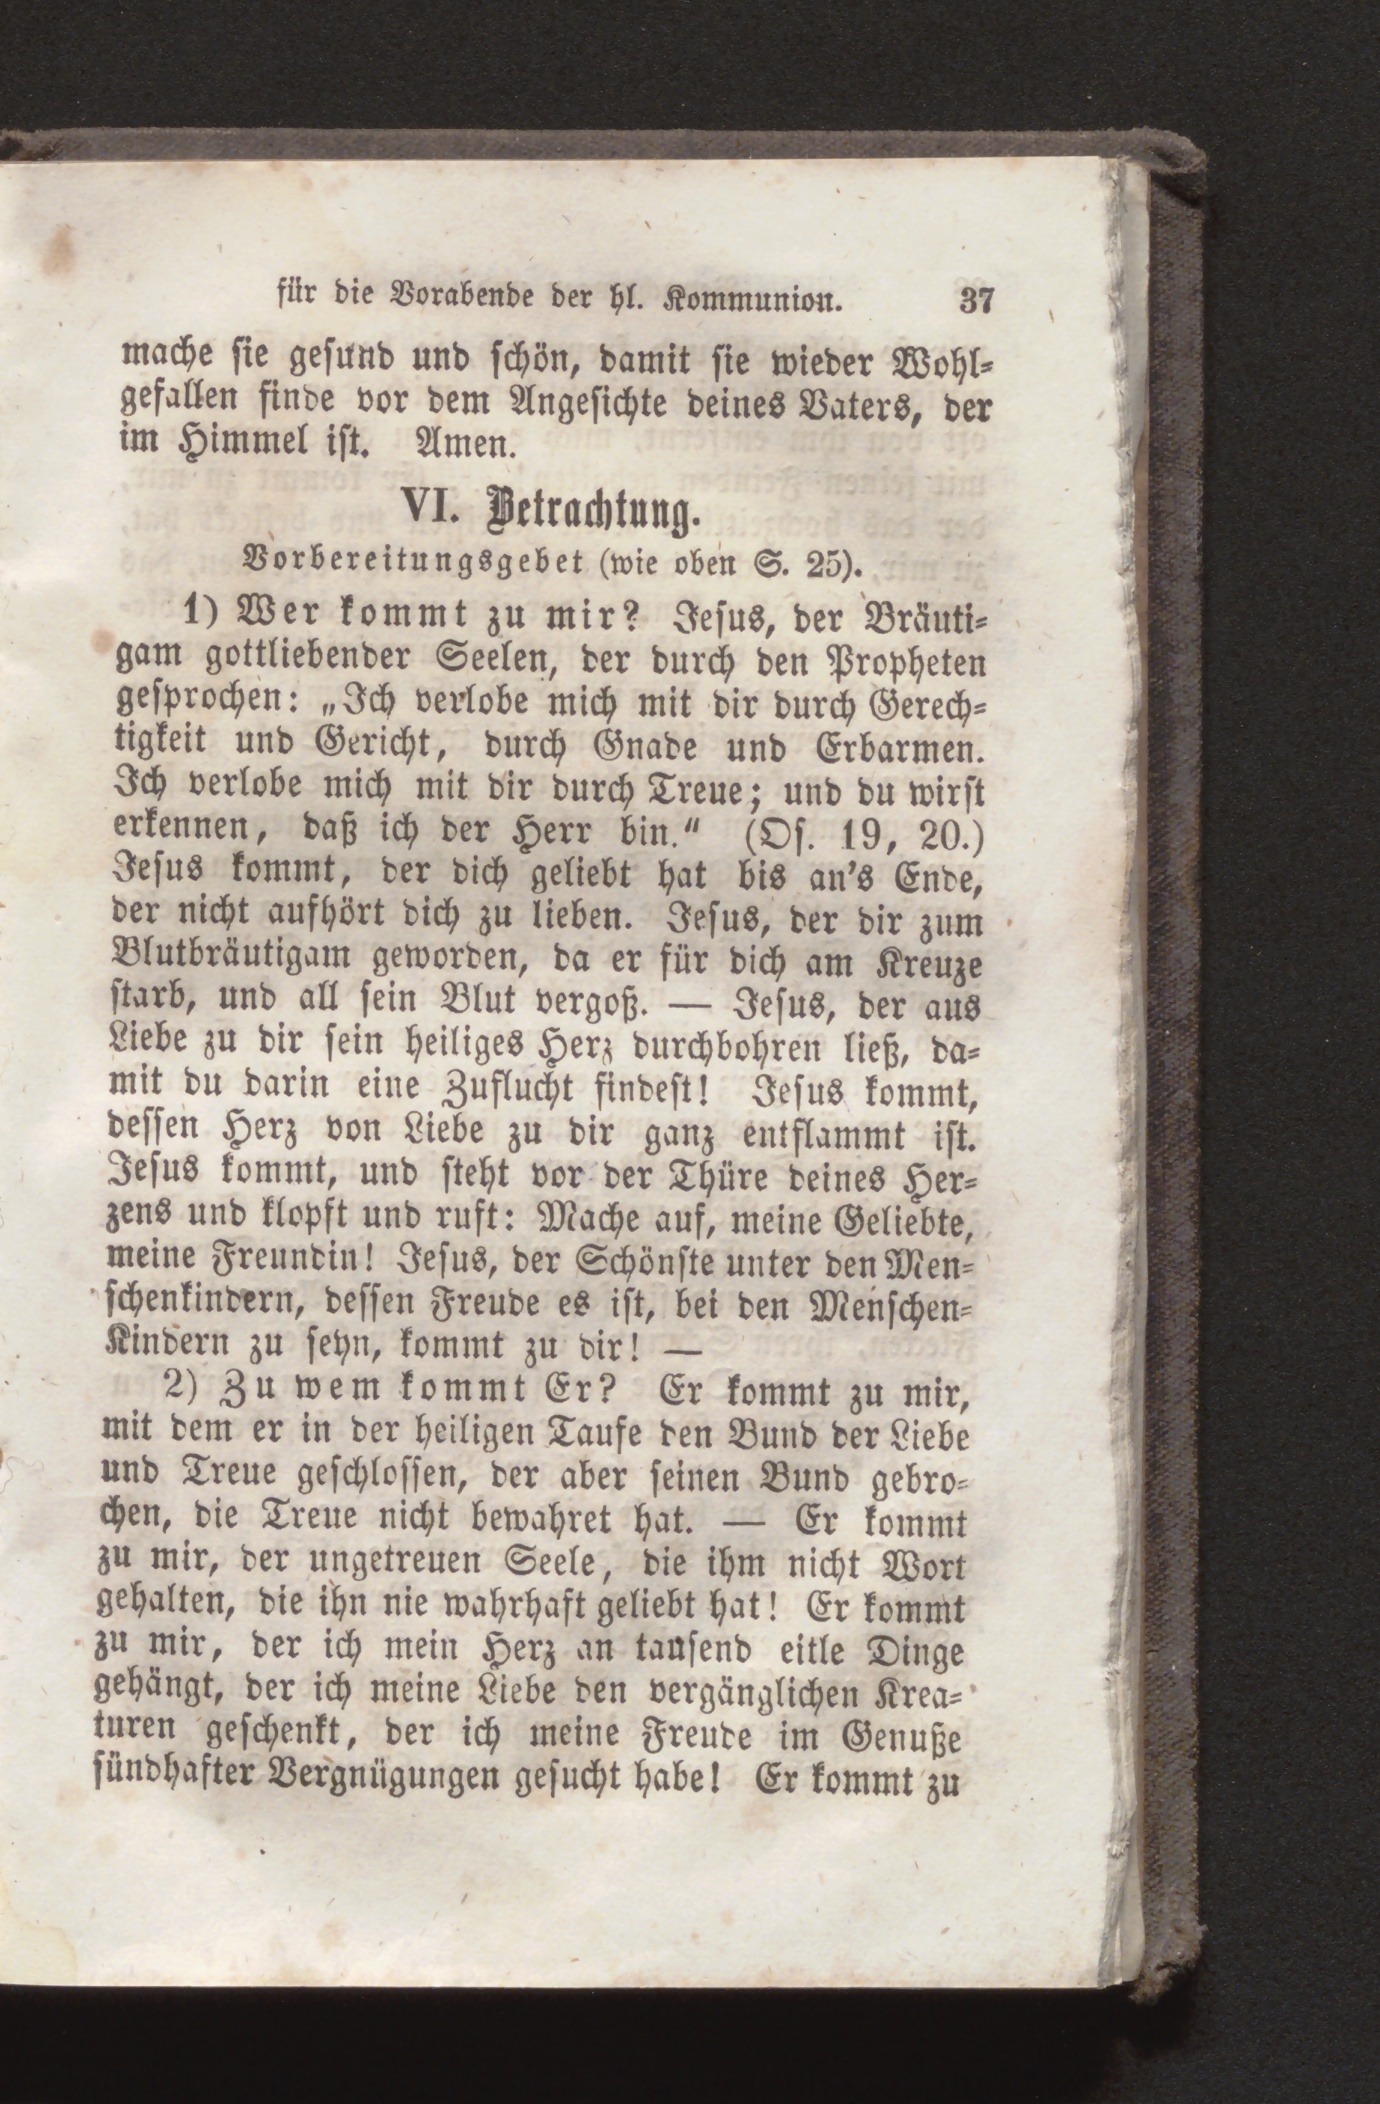 für die Vorabende der hl. Kommunion. 37
mache sie gesund und schön, damit sie wieder Wohl-
gefallen finde vor dem Angesichte deines Vaters, der
im Himmel ist. Amen.
VI. Betrachtung.
Vorbereitungsgebet (wie oben S. 25).
1) Wer kommt zu mir? Jesus, der Bräuti-
gam gottliebender Seelen, der durch den Propheten
gesprochen: „Ich verlobe mich mit dir durch Gerech-
tigkeit und Gericht, durch Gnade und Erbarmen.
Ich verlobe mich mit dir durch Treue; und du wirst
erkennen, daß ich der Herr bin.“ (Os. 19, 20.)
Jesus kommt, der dich geliebt hat bis an's Ende,
der nicht aufhört dich zu lieben. Jesus, der dir zum
Blutbräutigam geworden, da er für dich am Kreuze
starb, und all sein Blut vergoß. — Jesus, der aus
Liebe zu dir sein heiliges Herz durchbohren ließ, da-
mit du darin eine Zuflucht findest! Jesus kommt,
dessen Herz von Liebe zu dir ganz entflammt ist.
Jesus kommt, und steht vor der Thüre deines Her-
zens und klopft und ruft: Mache auf, meine Geliebte,
meine Freundin! Jesus, der Schönste unter den Men-
schenkindern, dessen Freude es ist, bei den Menschen-
Kindern zu seyn, kommt zu dir! —
2) Zu wem kommt Er? Er kommt zu mir,
mit dem er in der heiligen Taufe den Bund der Liebe
und Treue geschlossen, der aber seinen Bund gebro-
chen, die Treue nicht bewahret hat. — Er kommt
zu mir, der ungetreuen Seele, die ihm nicht Wort
gehalten, die ihn nie wahrhaft geliebt hat! Er kommt
zu mir, der ich mein Herz an tausend eitle Dinge
gehängt, der ich meine Liebe den vergänglichen Krea-
turen geschenkt, der ich meine Freude im Genuße
sündhafter Vergnügungen gesucht habe! Er kommt zu